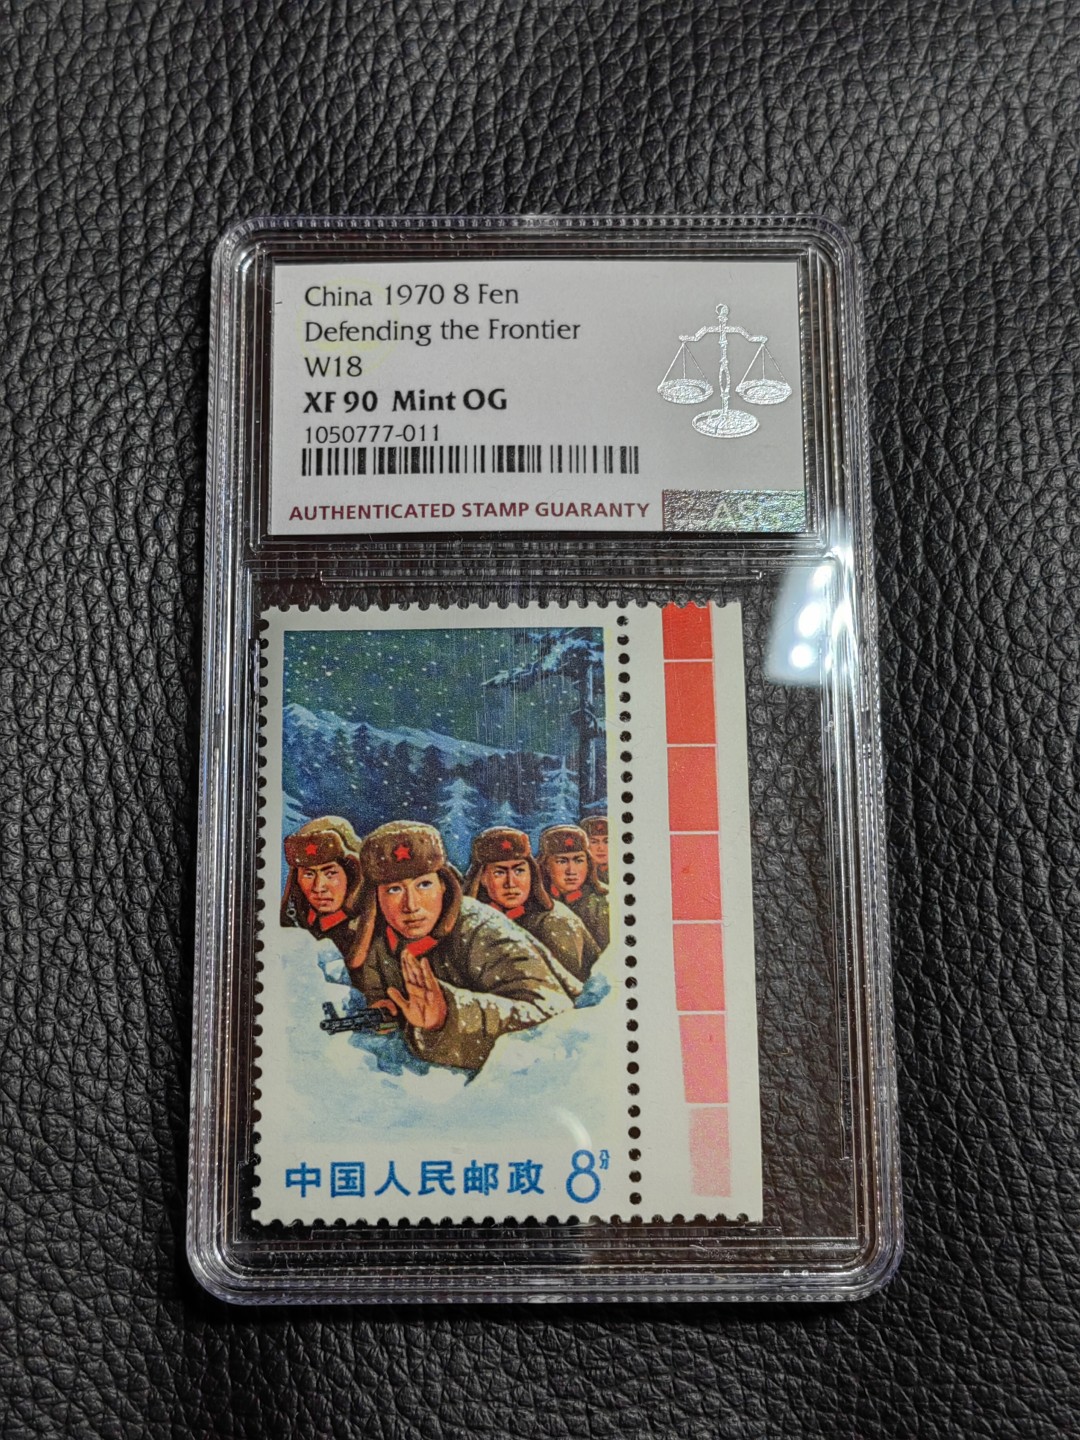 China 1970 8 Fen
Defending the Frontier
W18
XF 90 Mint OG
1050777-011
AUTHENTICATED STAMP GUARANTY
ASG
中国人民邮政 8分